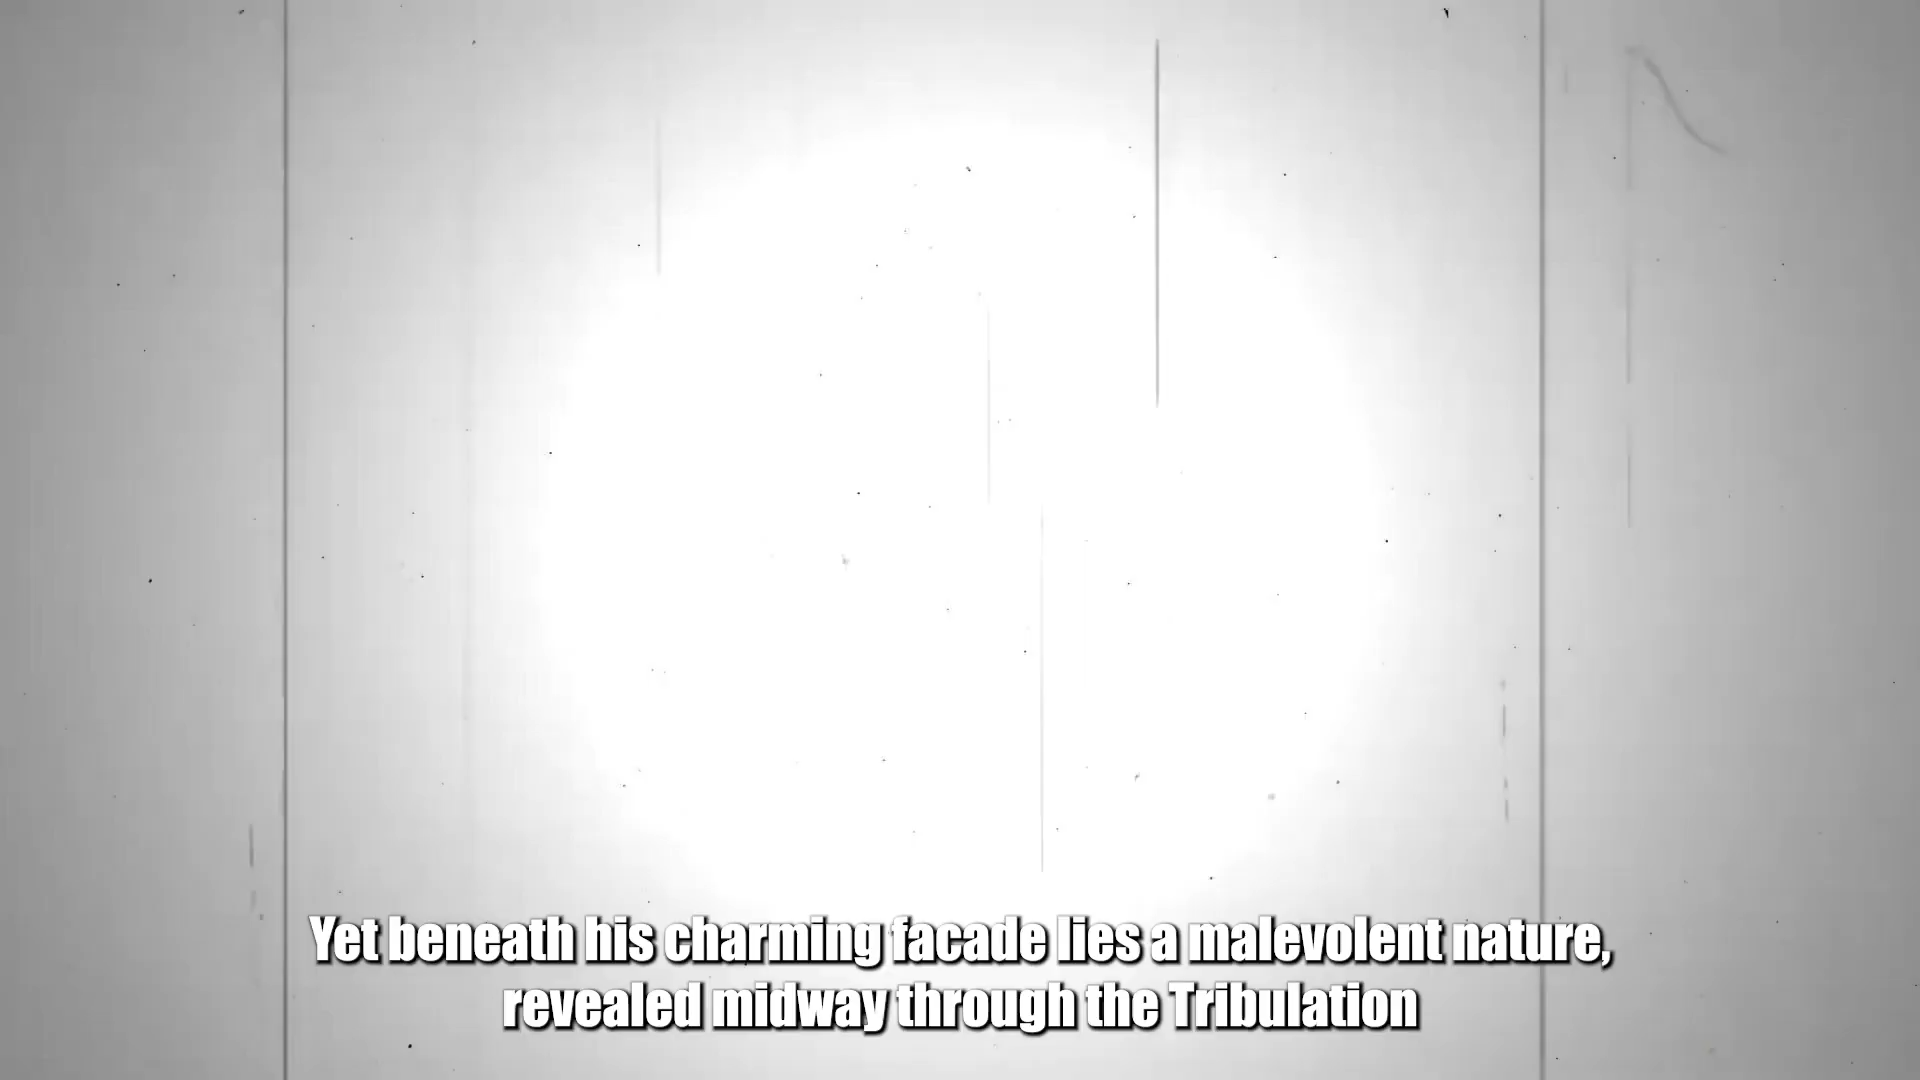 Yet beneath his charming facade lies a malevolent nature,
revealed midway through the Tribulation